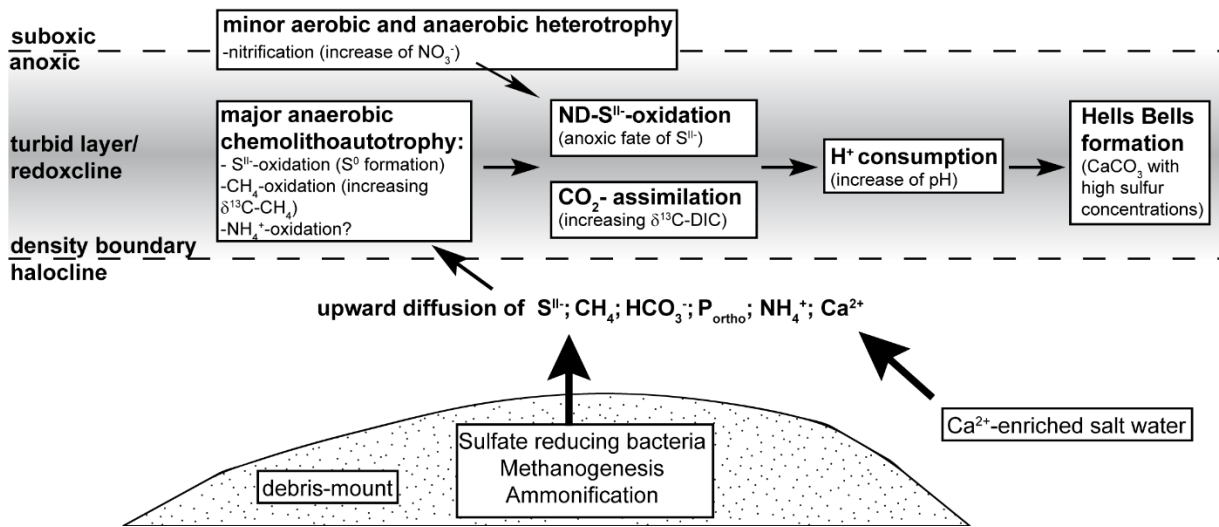 suboxic
anoxic
minor aerobic and anaerobic heterotrophy
-nitrification (increase of NO₃⁻)
turbid layer/
redoxcline
major anaerobic
chemolithoautotrophy:
- Sᴵᴵ⁻-oxidation (S⁰ formation)
-CH₄-oxidation (increasing
δ¹³C-CH₄)
-NH₄⁺-oxidation?
ND-Sᴵᴵ⁻-oxidation
(anoxic fate of Sᴵᴵ⁻)
CO₂- assimilation
(increasing δ¹³C-DIC)
H⁺ consumption
(increase of pH)
Hells Bells
formation
(CaCO₃ with
high sulfur
concentrations)
density boundary
halocline
upward diffusion of Sᴵᴵ⁻; CH₄; HCO₃⁻; Pₒᵣₜₕₒ; NH₄⁺; Ca²⁺
Ca²⁺-enriched salt water
Sulfate reducing bacteria
Methanogenesis
Ammonification
debris-mount